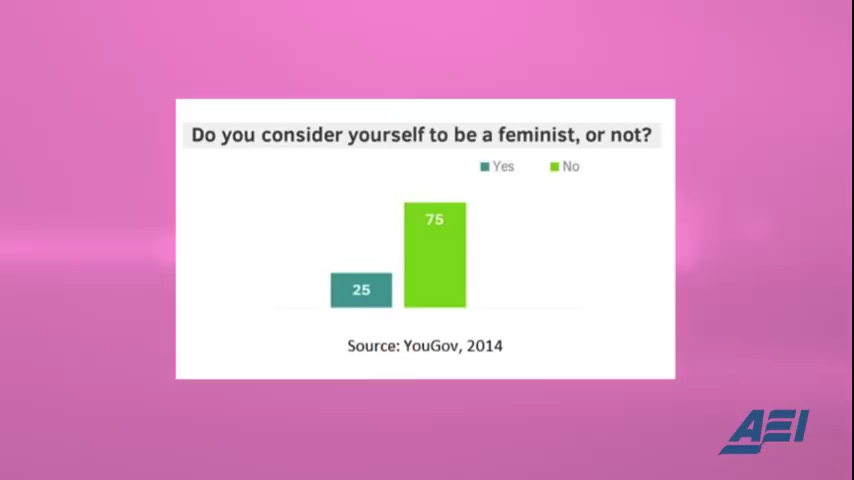 Do you consider yourself to be a feminist, or not?
Yes No
75
25
Source: YouGov, 2014
AEI